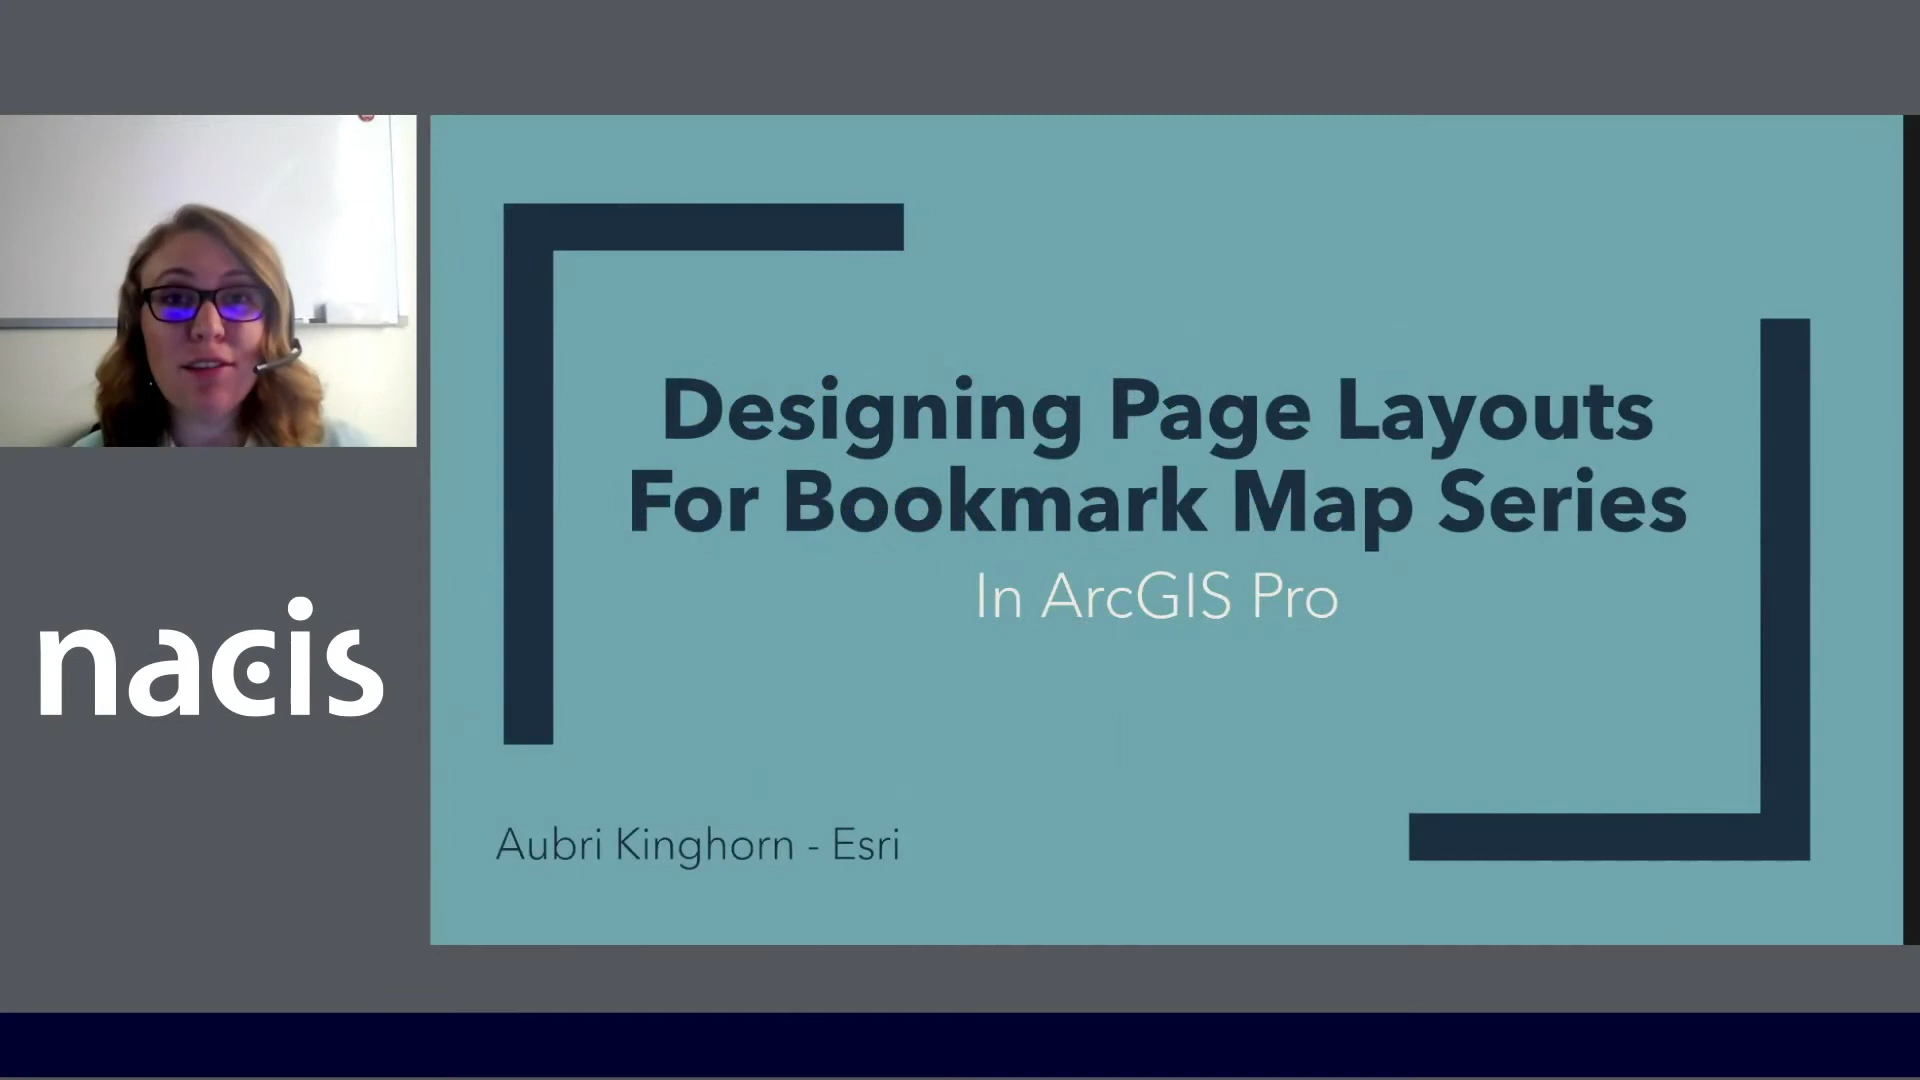 nacis
Designing Page Layouts
For Bookmark Map Series
In ArcGIS Pro
Aubri Kinghorn - Esri